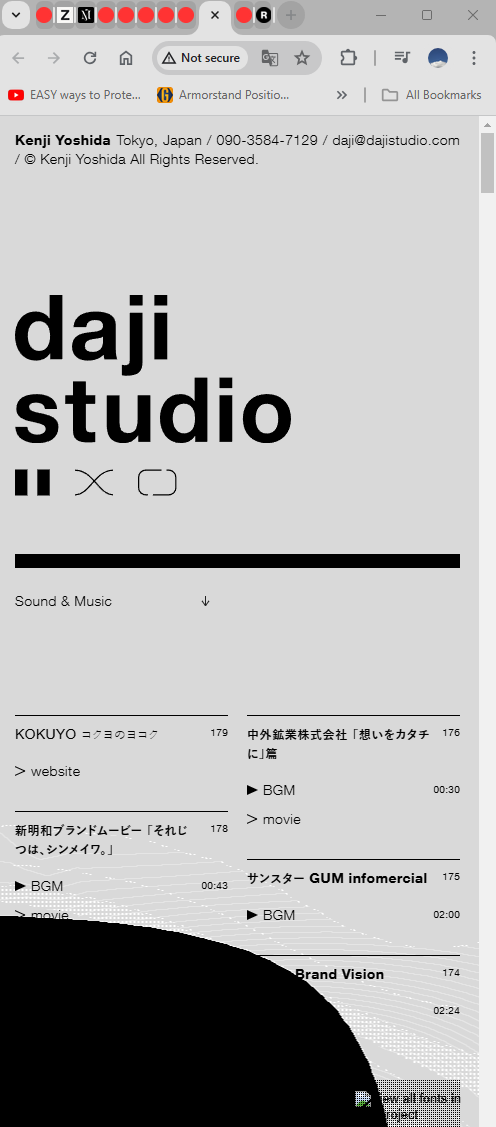 Not secure
EASY ways to Prote...
Armorstand Positio...
All Bookmarks
Kenji Yoshida Tokyo, Japan / 090-3584-7129 / daji@dajistudio.com
/ © Kenji Yoshida All Rights Reserved.
daji
studio
Sound & Music ↓
KOKUYO コクヨのヨコク 179
> website
新明和ブランドムービー「それじ 178
つは、シンメイワ。」
▶ BGM 00:43
> movie
中外鉱業株式会社「想いをカタチ 176
に」篇
▶ BGM 00:30
> movie
サンスター GUM infomercial 175
▶ BGM 02:00
Brand Vision 174
02:24
all fonts in